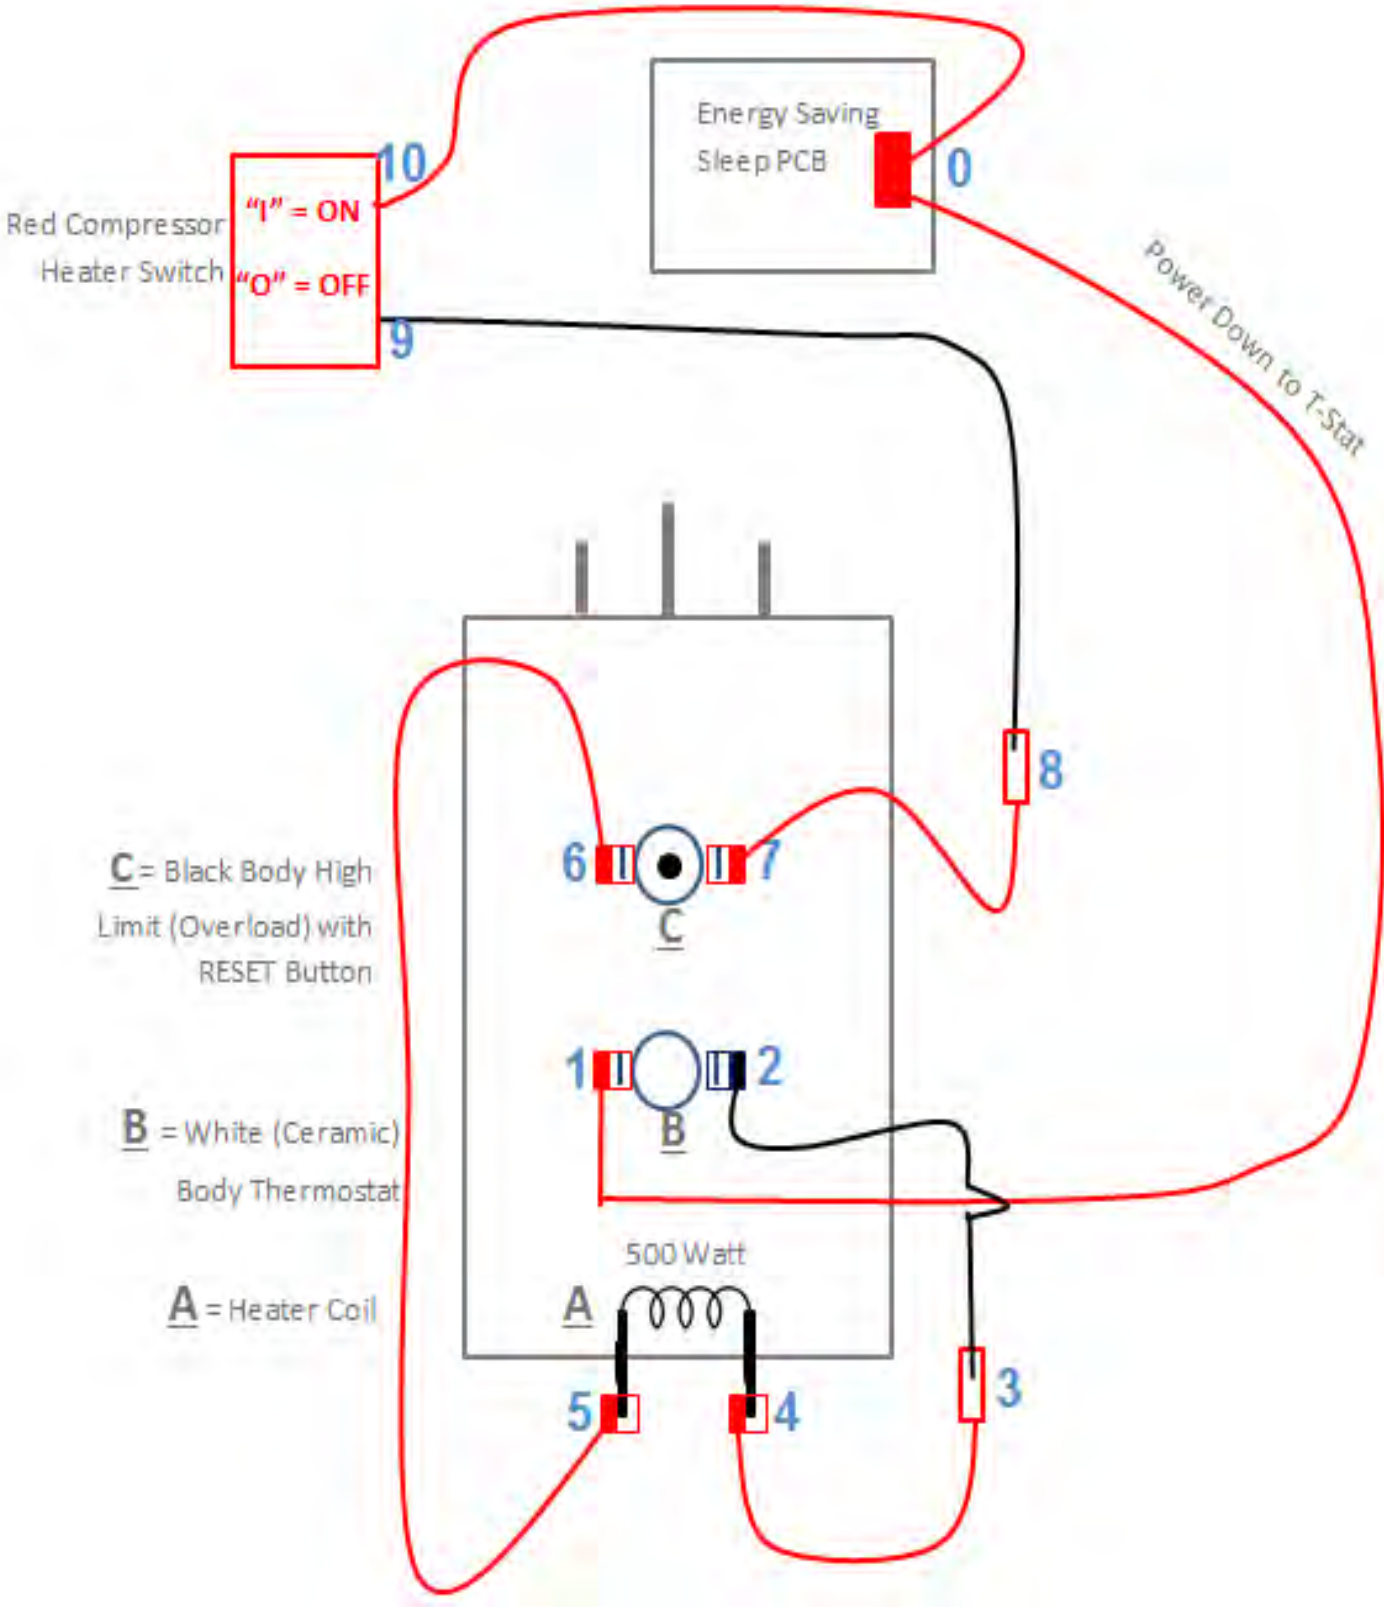 Energy Saving
Sleep PCB
0
10
Red Compressor
Heater Switch
“I” = ON
“O” = OFF
9
Power Down to T-Stat
8
6
7
C
C = Black Body High
Limit (Overload) with
RESET Button
1
2
B
B = White (Ceramic)
Body Thermostat
500 Watt
A
A = Heater Coil
3
5
4